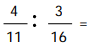 4/11 : 3/16 =